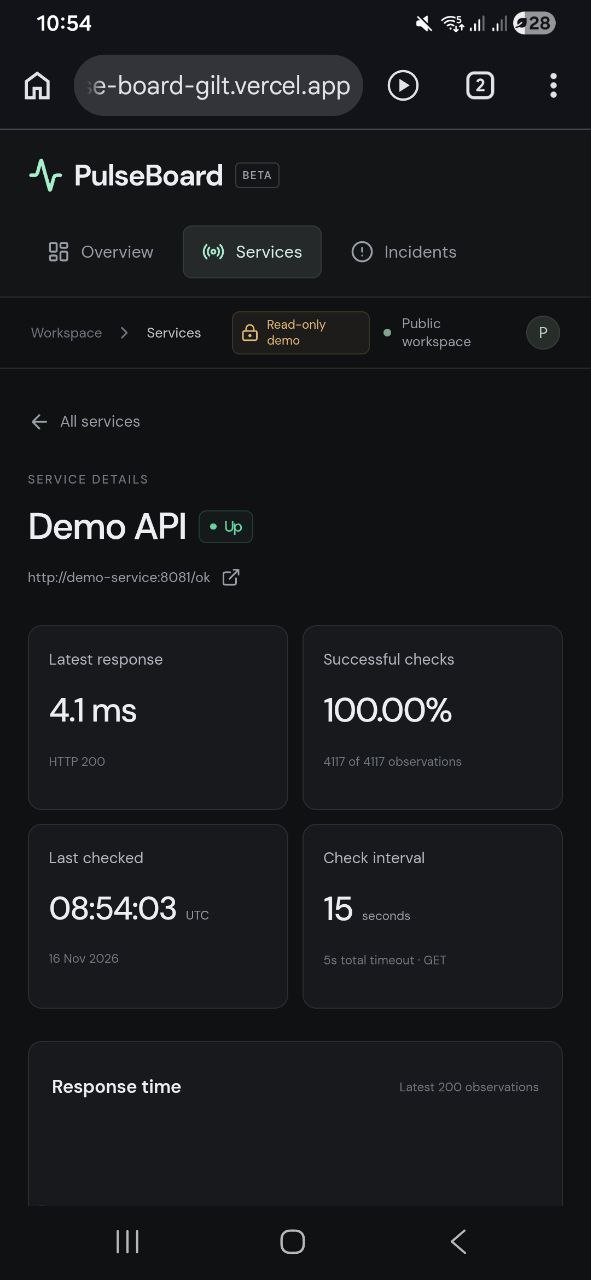 10:54
28
se-board-gilt.vercel.app
2
PulseBoard BETA
Overview Services Incidents
Workspace Services
Read-only
demo
Public
workspace
P
All services
SERVICE DETAILS
Demo API Up
http://demo-service:8081/ok
Latest response
4.1 ms
HTTP 200
Successful checks
100.00%
4117 of 4117 observations
Last checked
08:54:03 UTC
16 Nov 2026
Check interval
15 seconds
5s total timeout · GET
Response time
Latest 200 observations